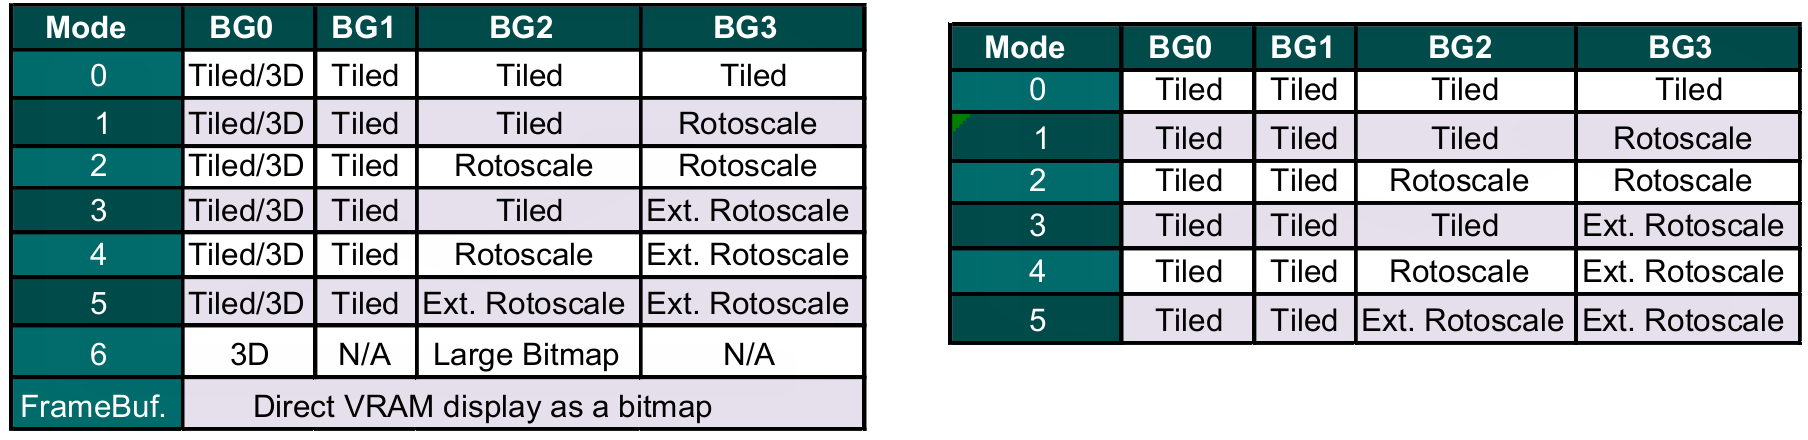 Mode BG0 BG1 BG2 BG3
0 Tiled/3D Tiled Tiled Tiled
1 Tiled/3D Tiled Tiled Rotoscale
2 Tiled/3D Tiled Rotoscale Rotoscale
3 Tiled/3D Tiled Tiled Ext. Rotoscale
4 Tiled/3D Tiled Rotoscale Ext. Rotoscale
5 Tiled/3D Tiled Ext. Rotoscale Ext. Rotoscale
6 3D N/A Large Bitmap N/A
FrameBuf. Direct VRAM display as a bitmap
Mode BG0 BG1 BG2 BG3
0 Tiled Tiled Tiled Tiled
1 Tiled Tiled Tiled Rotoscale
2 Tiled Tiled Rotoscale Rotoscale
3 Tiled Tiled Tiled Ext. Rotoscale
4 Tiled Tiled Rotoscale Ext. Rotoscale
5 Tiled Tiled Ext. Rotoscale Ext. Rotoscale